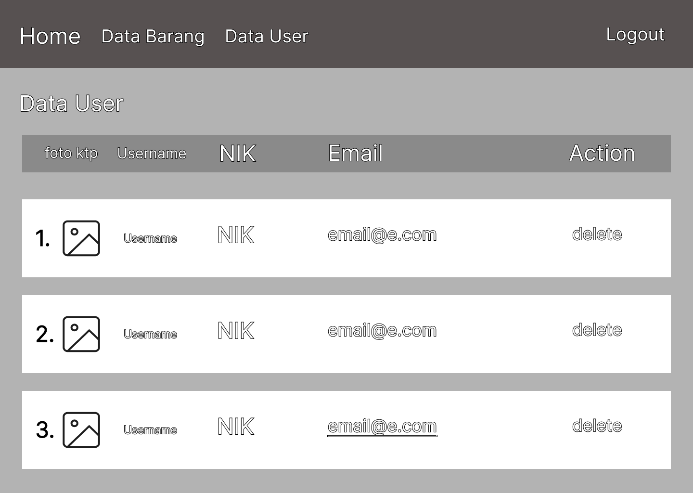 Home Data Barang Data User Logout
Data User
foto ktp Username NIK Email Action
1. Username NIK email@e.com delete
2. Username NIK email@e.com delete
3. Username NIK email@e.com delete